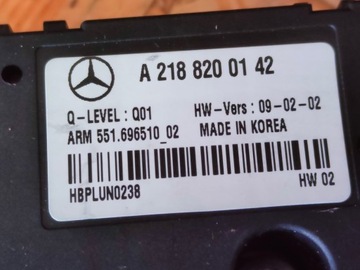 A 218 820 01 42
Q-LEVEL : Q01 HW-Vers : 09-02-02
ARM 551.696510_02 MADE IN KOREA
HBPLUN0238 HW 02